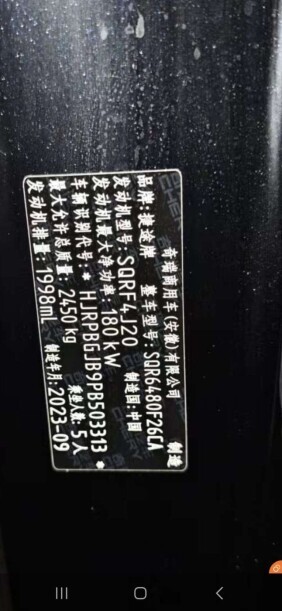 奇瑞商用车(安徽)有限公司 制造
品牌:捷途牌 整车型号:SQR6480F26CA
发动机型号:SQRF4J20 制造国:中国
发动机最大净功率:180kW
车辆识别代号:*HJRPBGJB9PB503313*
最大允许总质量:2450kg 乘坐人数:5人
发动机排量:1998ml 制造年月:2023-09